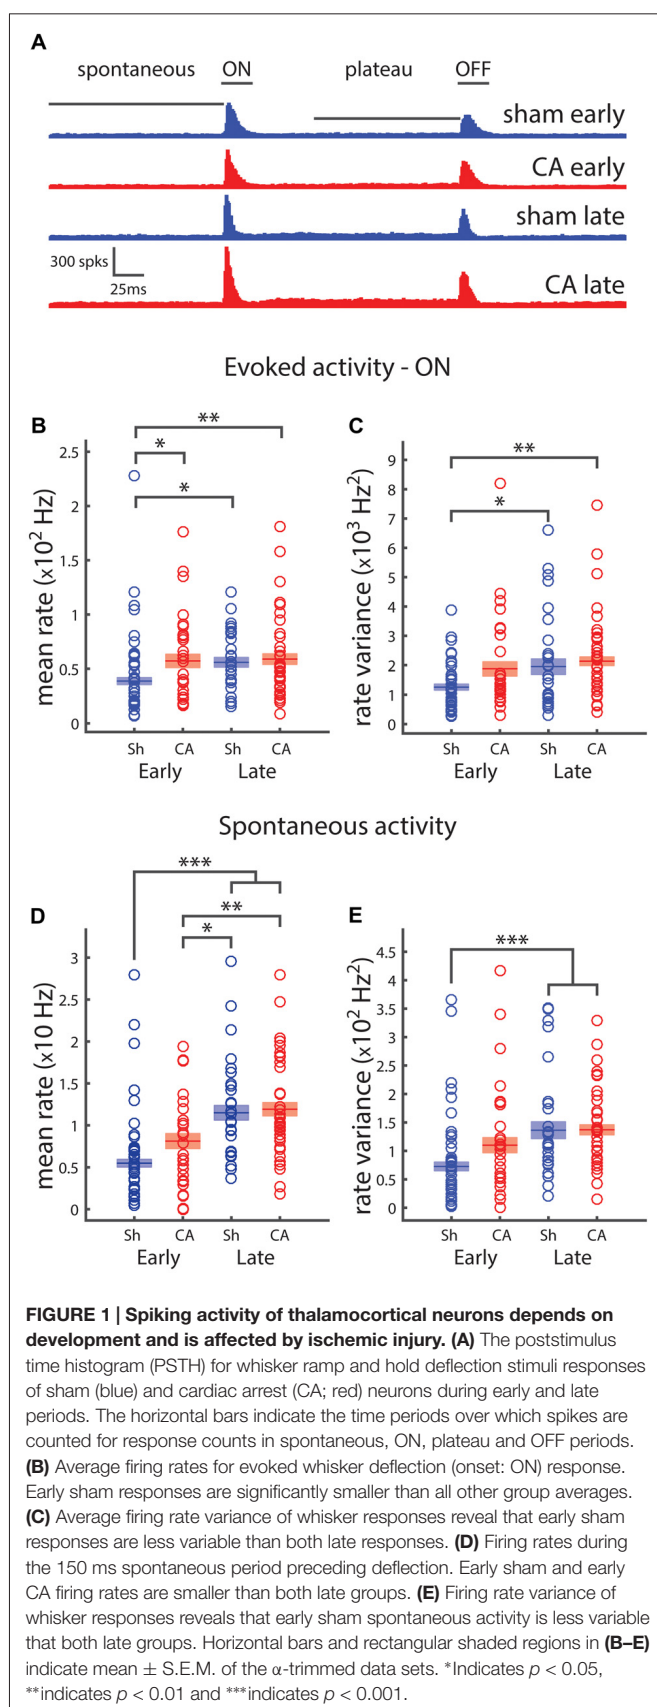 A
spontaneous ON plateau OFF
sham early
CA early
sham late
300 spks
25ms
CA late
Evoked activity - ON
B
**
*
*
mean rate (x10² Hz)
2.5
2
1.5
1
0.5
0
Sh CA Sh CA
Early Late
C
**
*
rate variance (x10³ Hz²)
9
8
7
6
5
4
3
2
1
0
Sh CA Sh CA
Early Late
Spontaneous activity
D
***
**
*
mean rate (x10 Hz)
3
2.5
2
1.5
1
0.5
0
Sh CA Sh CA
Early Late
E
***
rate variance (x10² Hz²)
4.5
4
3.5
3
2.5
2
1.5
1
0.5
0
Sh CA Sh CA
Early Late
FIGURE 1 | Spiking activity of thalamocortical neurons depends on
development and is affected by ischemic injury. (A) The poststimulus
time histogram (PSTH) for whisker ramp and hold deflection stimuli responses
of sham (blue) and cardiac arrest (CA; red) neurons during early and late
periods. The horizontal bars indicate the time periods over which spikes are
counted for response counts in spontaneous, ON, plateau and OFF periods.
(B) Average firing rates for evoked whisker deflection (onset: ON) response.
Early sham responses are significantly smaller than all other group averages.
(C) Average firing rate variance of whisker responses reveal that early sham
responses are less variable than both late responses. (D) Firing rates during
the 150 ms spontaneous period preceding deflection. Early sham and early
CA firing rates are smaller than both late groups. (E) Firing rate variance of
whisker responses reveals that early sham spontaneous activity is less variable
that both late groups. Horizontal bars and rectangular shaded regions in (B–E)
indicate mean ± S.E.M. of the α-trimmed data sets. *Indicates p < 0.05,
**indicates p < 0.01 and ***indicates p < 0.001.